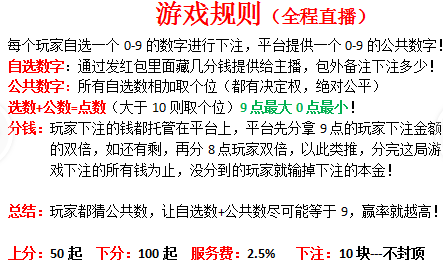 游戏规则（全程直播）
每个玩家自选一个 0-9 的数字进行下注，平台提供一个 0-9 的公共数字！
自选数字：通过发红包里面藏几分钱提供给主播，包外备注下注多少！
公共数字：所有自选数相加取个位（都有决定权，绝对公平）
选数+公数=点数（大于 10 则取个位）9 点最大 0 点最小！
分钱：玩家下注的钱都托管在平台上，平台先分拿 9 点的玩家下注金额
的双倍，如还有剩，再分 8 点玩家双倍，以此类推，分完这局游
戏下注的所有钱为止，没分到的玩家就输掉下注的本金！
总结：玩家都猜公共数，让自选数+公共数尽可能等于 9，赢率就越高！
上分：50 起 下分：100 起 服务费：2.5% 下注：10 块---不封顶